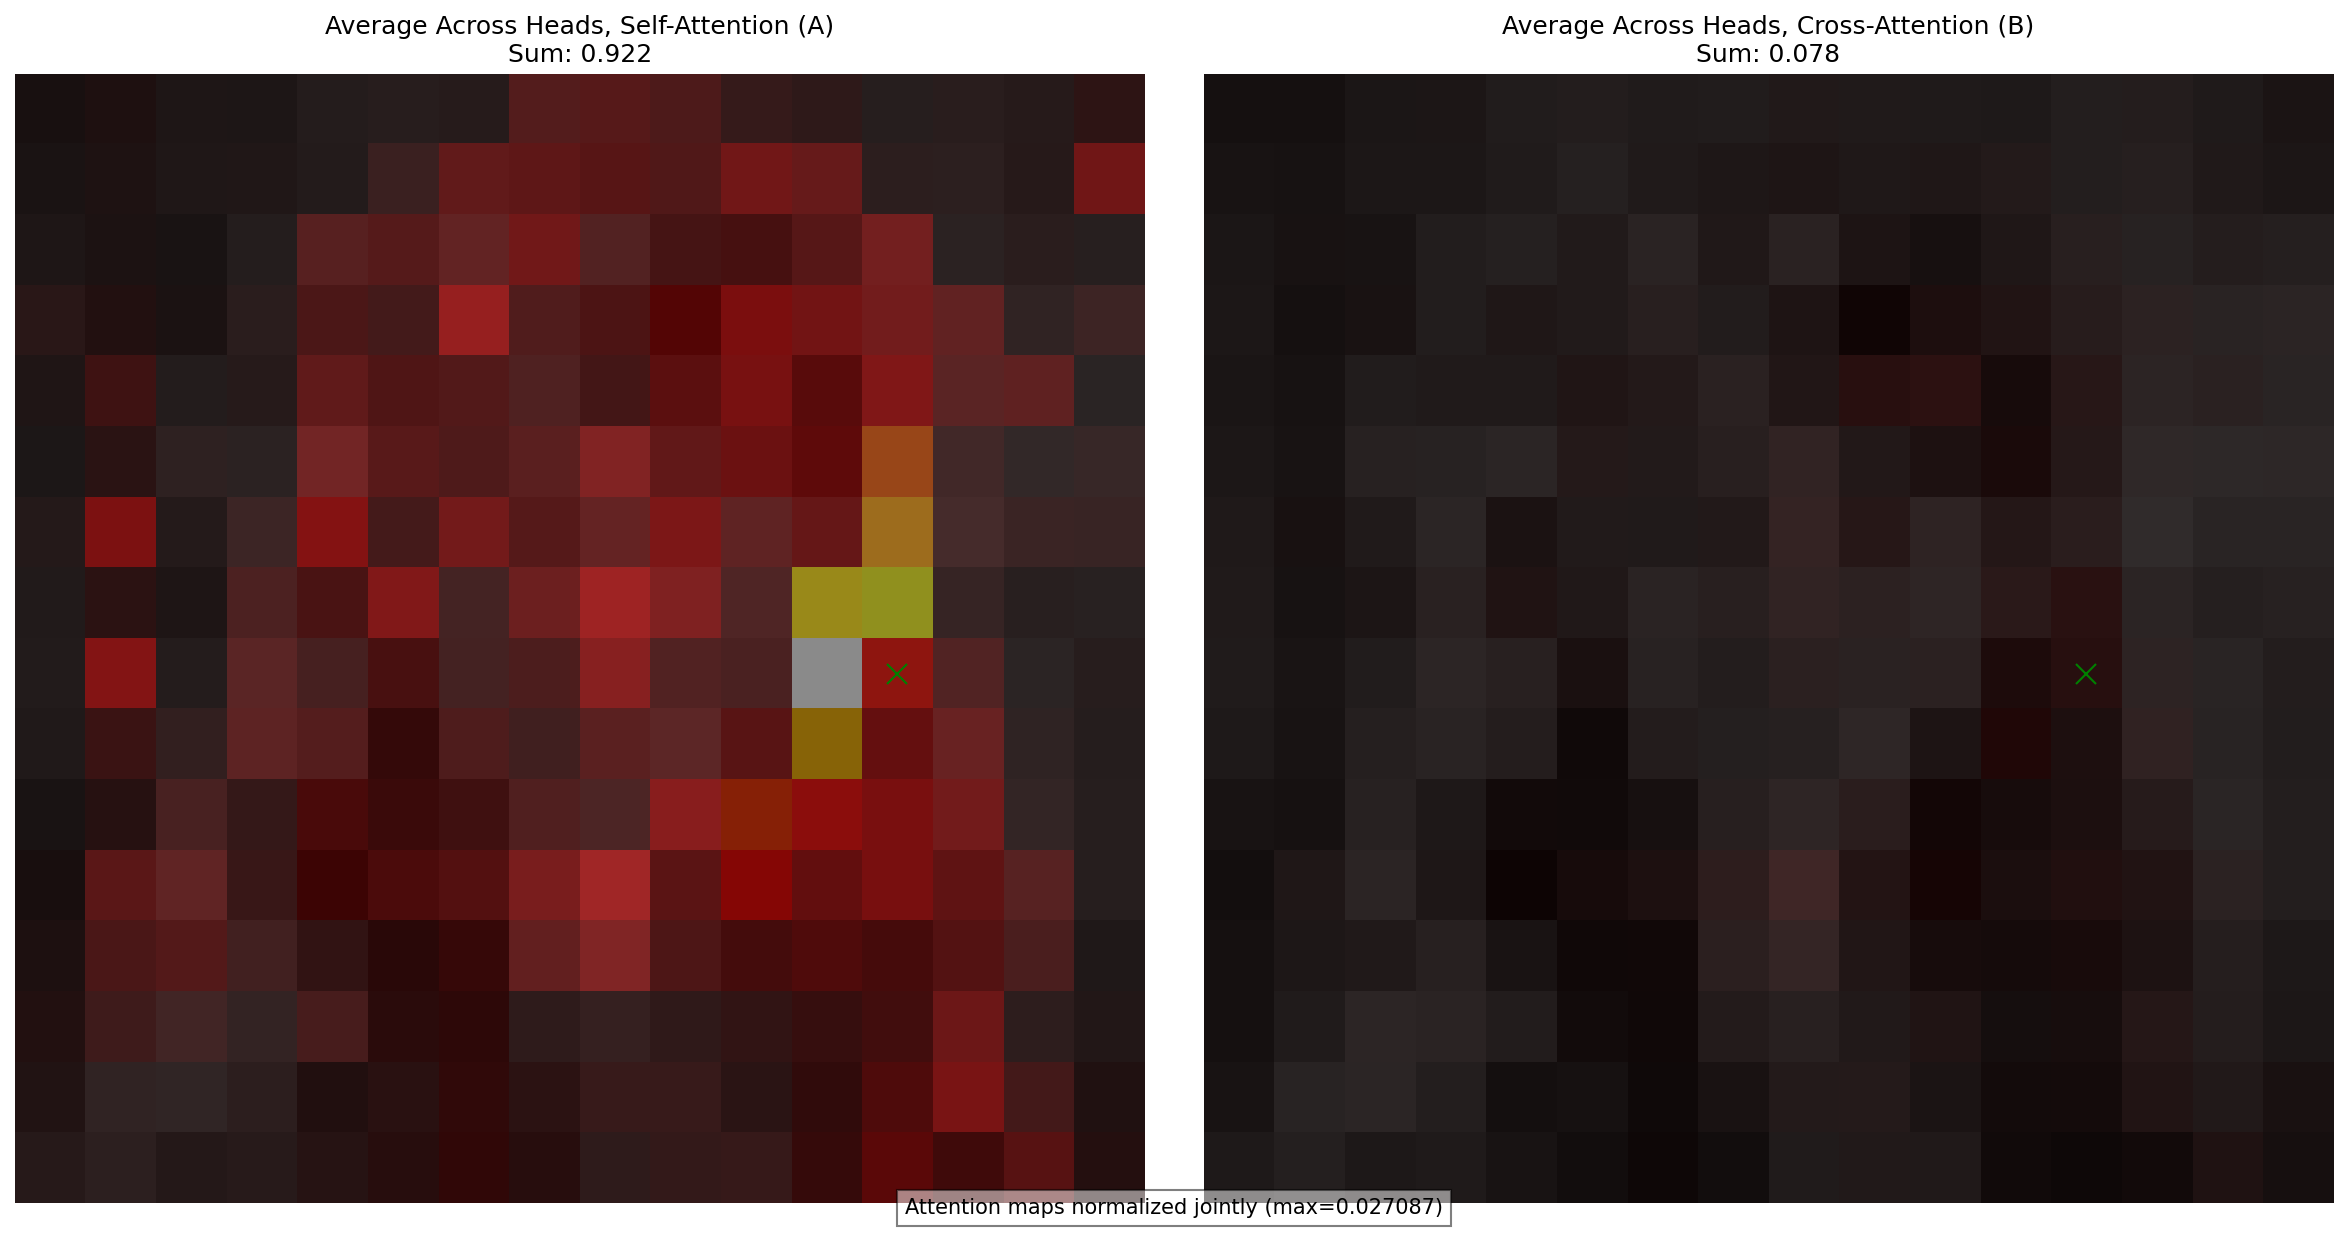 Average Across Heads, Self-Attention (A)
Sum: 0.922
Average Across Heads, Cross-Attention (B)
Sum: 0.078
Attention maps normalized jointly (max=0.027087)